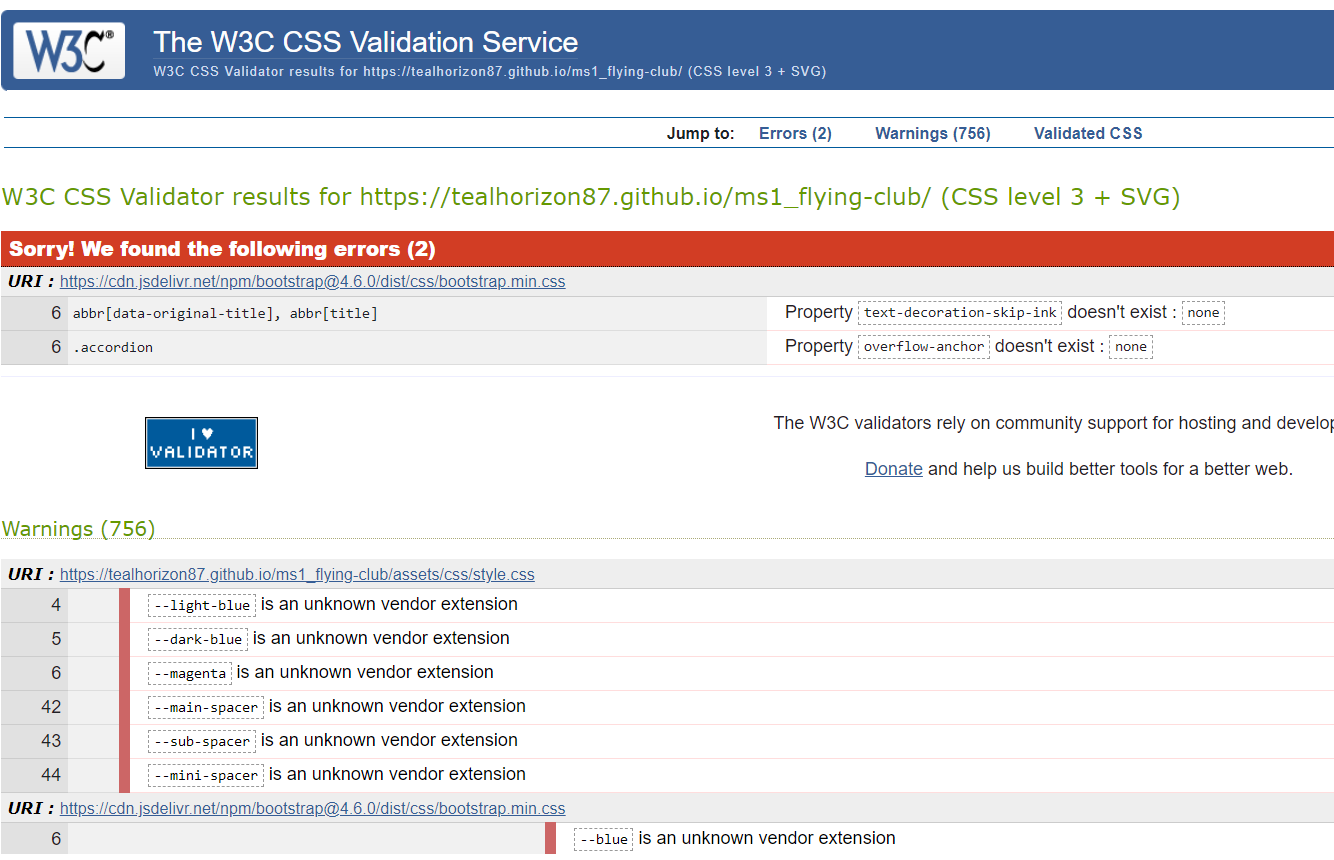 W3C®
The W3C CSS Validation Service
W3C CSS Validator results for https://tealhorizon87.github.io/ms1_flying-club/ (CSS level 3 + SVG)
Jump to: Errors (2) Warnings (756) Validated CSS
W3C CSS Validator results for https://tealhorizon87.github.io/ms1_flying-club/ (CSS level 3 + SVG)
Sorry! We found the following errors (2)
URI : https://cdn.jsdelivr.net/npm/bootstrap@4.6.0/dist/css/bootstrap.min.css
6 abbr[data-original-title], abbr[title] Property text-decoration-skip-ink doesn't exist : none
6 .accordion Property overflow-anchor doesn't exist : none
I ♥
VALIDATOR
The W3C validators rely on community support for hosting and develop
Donate and help us build better tools for a better web.
Warnings (756)
URI : https://tealhorizon87.github.io/ms1_flying-club/assets/css/style.css
4 --light-blue is an unknown vendor extension
5 --dark-blue is an unknown vendor extension
6 --magenta is an unknown vendor extension
42 --main-spacer is an unknown vendor extension
43 --sub-spacer is an unknown vendor extension
44 --mini-spacer is an unknown vendor extension
URI : https://cdn.jsdelivr.net/npm/bootstrap@4.6.0/dist/css/bootstrap.min.css
6 --blue is an unknown vendor extension